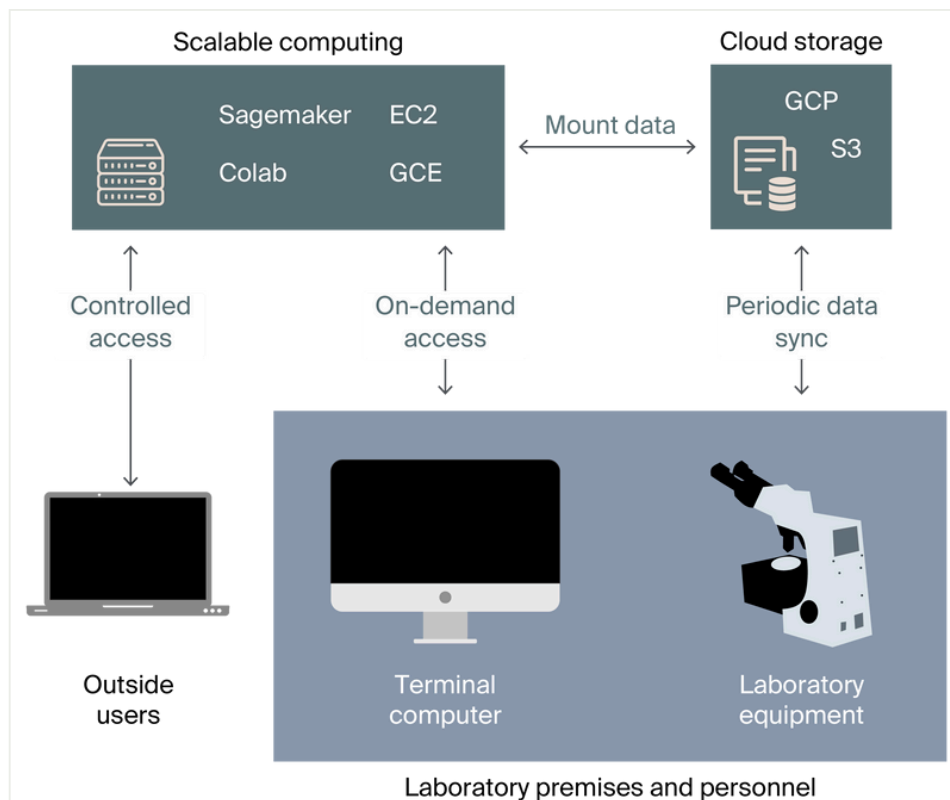 Scalable computing
Cloud storage
Sagemaker EC2
Colab GCE
GCP
S3
Mount data
Controlled
access
On-demand
access
Periodic data
sync
Outside
users
Terminal
computer
Laboratory
equipment
Laboratory premises and personnel